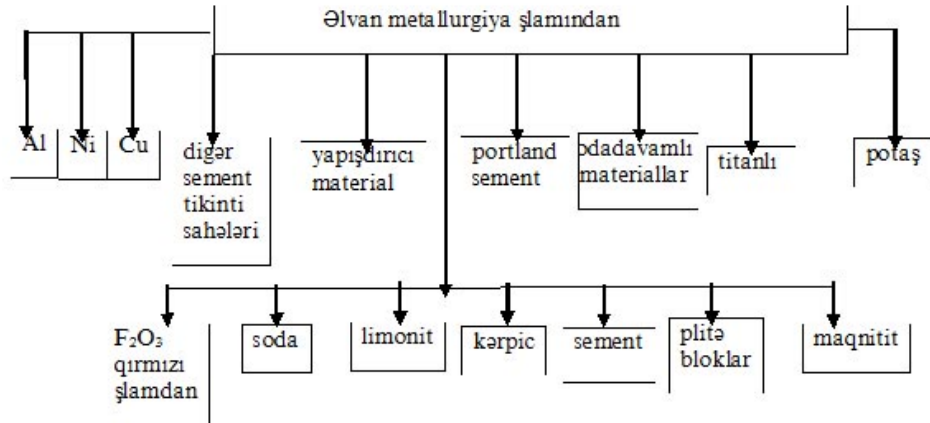 Əlvan metallurgiya şlamından
Al
Ni
Cu
digər
sement
tikinti
sahələri
yapışdırıcı
material
portland
sement
odadavamlı
materiallar
titanlı
potaş
F₂O₃
qırmızı
şlamdan
soda
limonit
kərpic
sement
plitə
bloklar
maqnitit